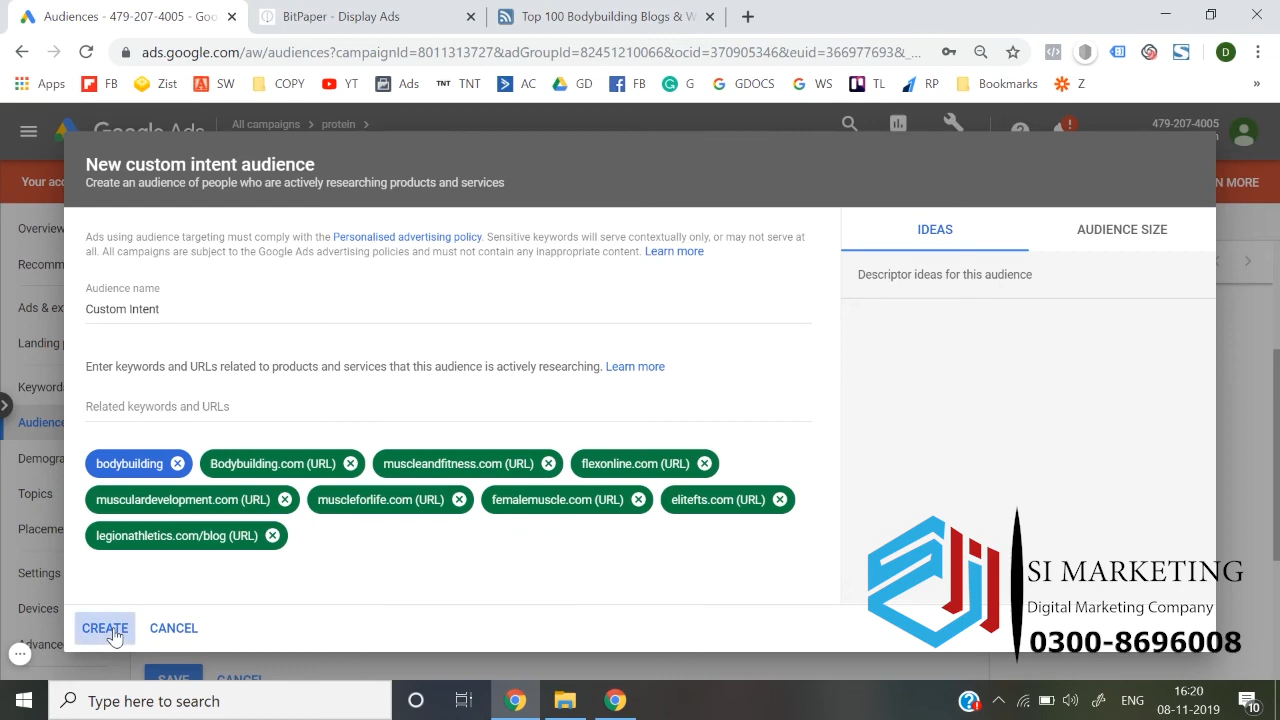 Audiences - 479-207-4005 - Goo
BitPaper - Display Ads
Top 100 Bodybuilding Blogs & W
ads.google.com/aw/audiences?campaignId=8011313727&adGroupId=82451210066&ocid=370905346&euid=366977693&_...
D
Apps
FB
Zist
SW
COPY
YT
Ads
TNT
TNT
AC
GD
FB
G
GDOCS
WS
TL
RP
Bookmarks
Z
»
Google Ads
All campaigns
protein
479-207-4005
New custom intent audience
Create an audience of people who are actively researching products and services
Your acc
N MORE
Overview
Recomm
Ads & ex
Landing p
Keywords
Audience
Demogra
Topics
Placeme
Settings
Devices
Advance
Ads using audience targeting must comply with the Personalised advertising policy. Sensitive keywords will serve contextually only, or may not serve at
all. All campaigns are subject to the Google Ads advertising policies and must not contain any inappropriate content. Learn more
Audience name
Custom Intent
Enter keywords and URLs related to products and services that this audience is actively researching. Learn more
Related keywords and URLs
bodybuilding
Bodybuilding.com (URL)
muscleandfitness.com (URL)
flexonline.com (URL)
musculardevelopment.com (URL)
muscleforlife.com (URL)
femalemuscle.com (URL)
elitefts.com (URL)
legionathletics.com/blog (URL)
IDEAS
AUDIENCE SIZE
Descriptor ideas for this audience
CREATE
CANCEL
SAVE
CANCEL
SI MARKETING
Digital Marketing Company
0300-8696008
Type here to search
ENG
16:20
08-11-2019
10